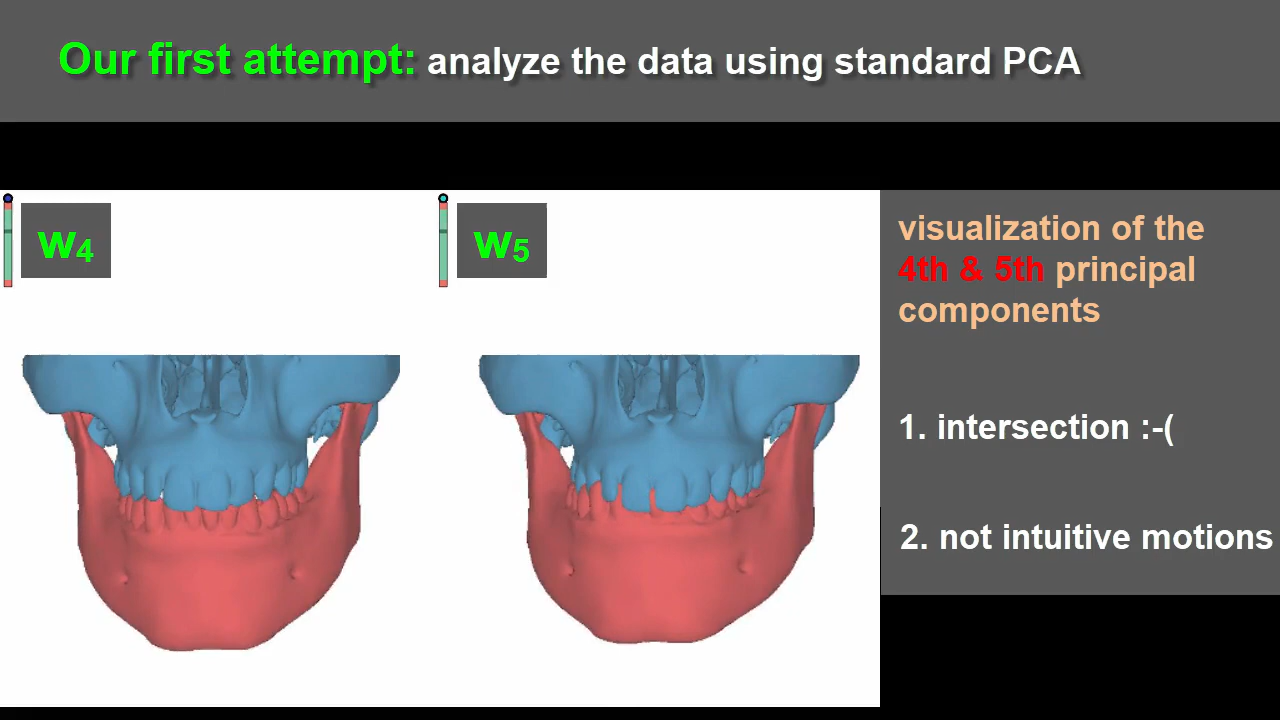 Our first attempt: analyze the data using standard PCA
w4
w5
visualization of the
4th & 5th principal
components
1. intersection :-(
2. not intuitive motions